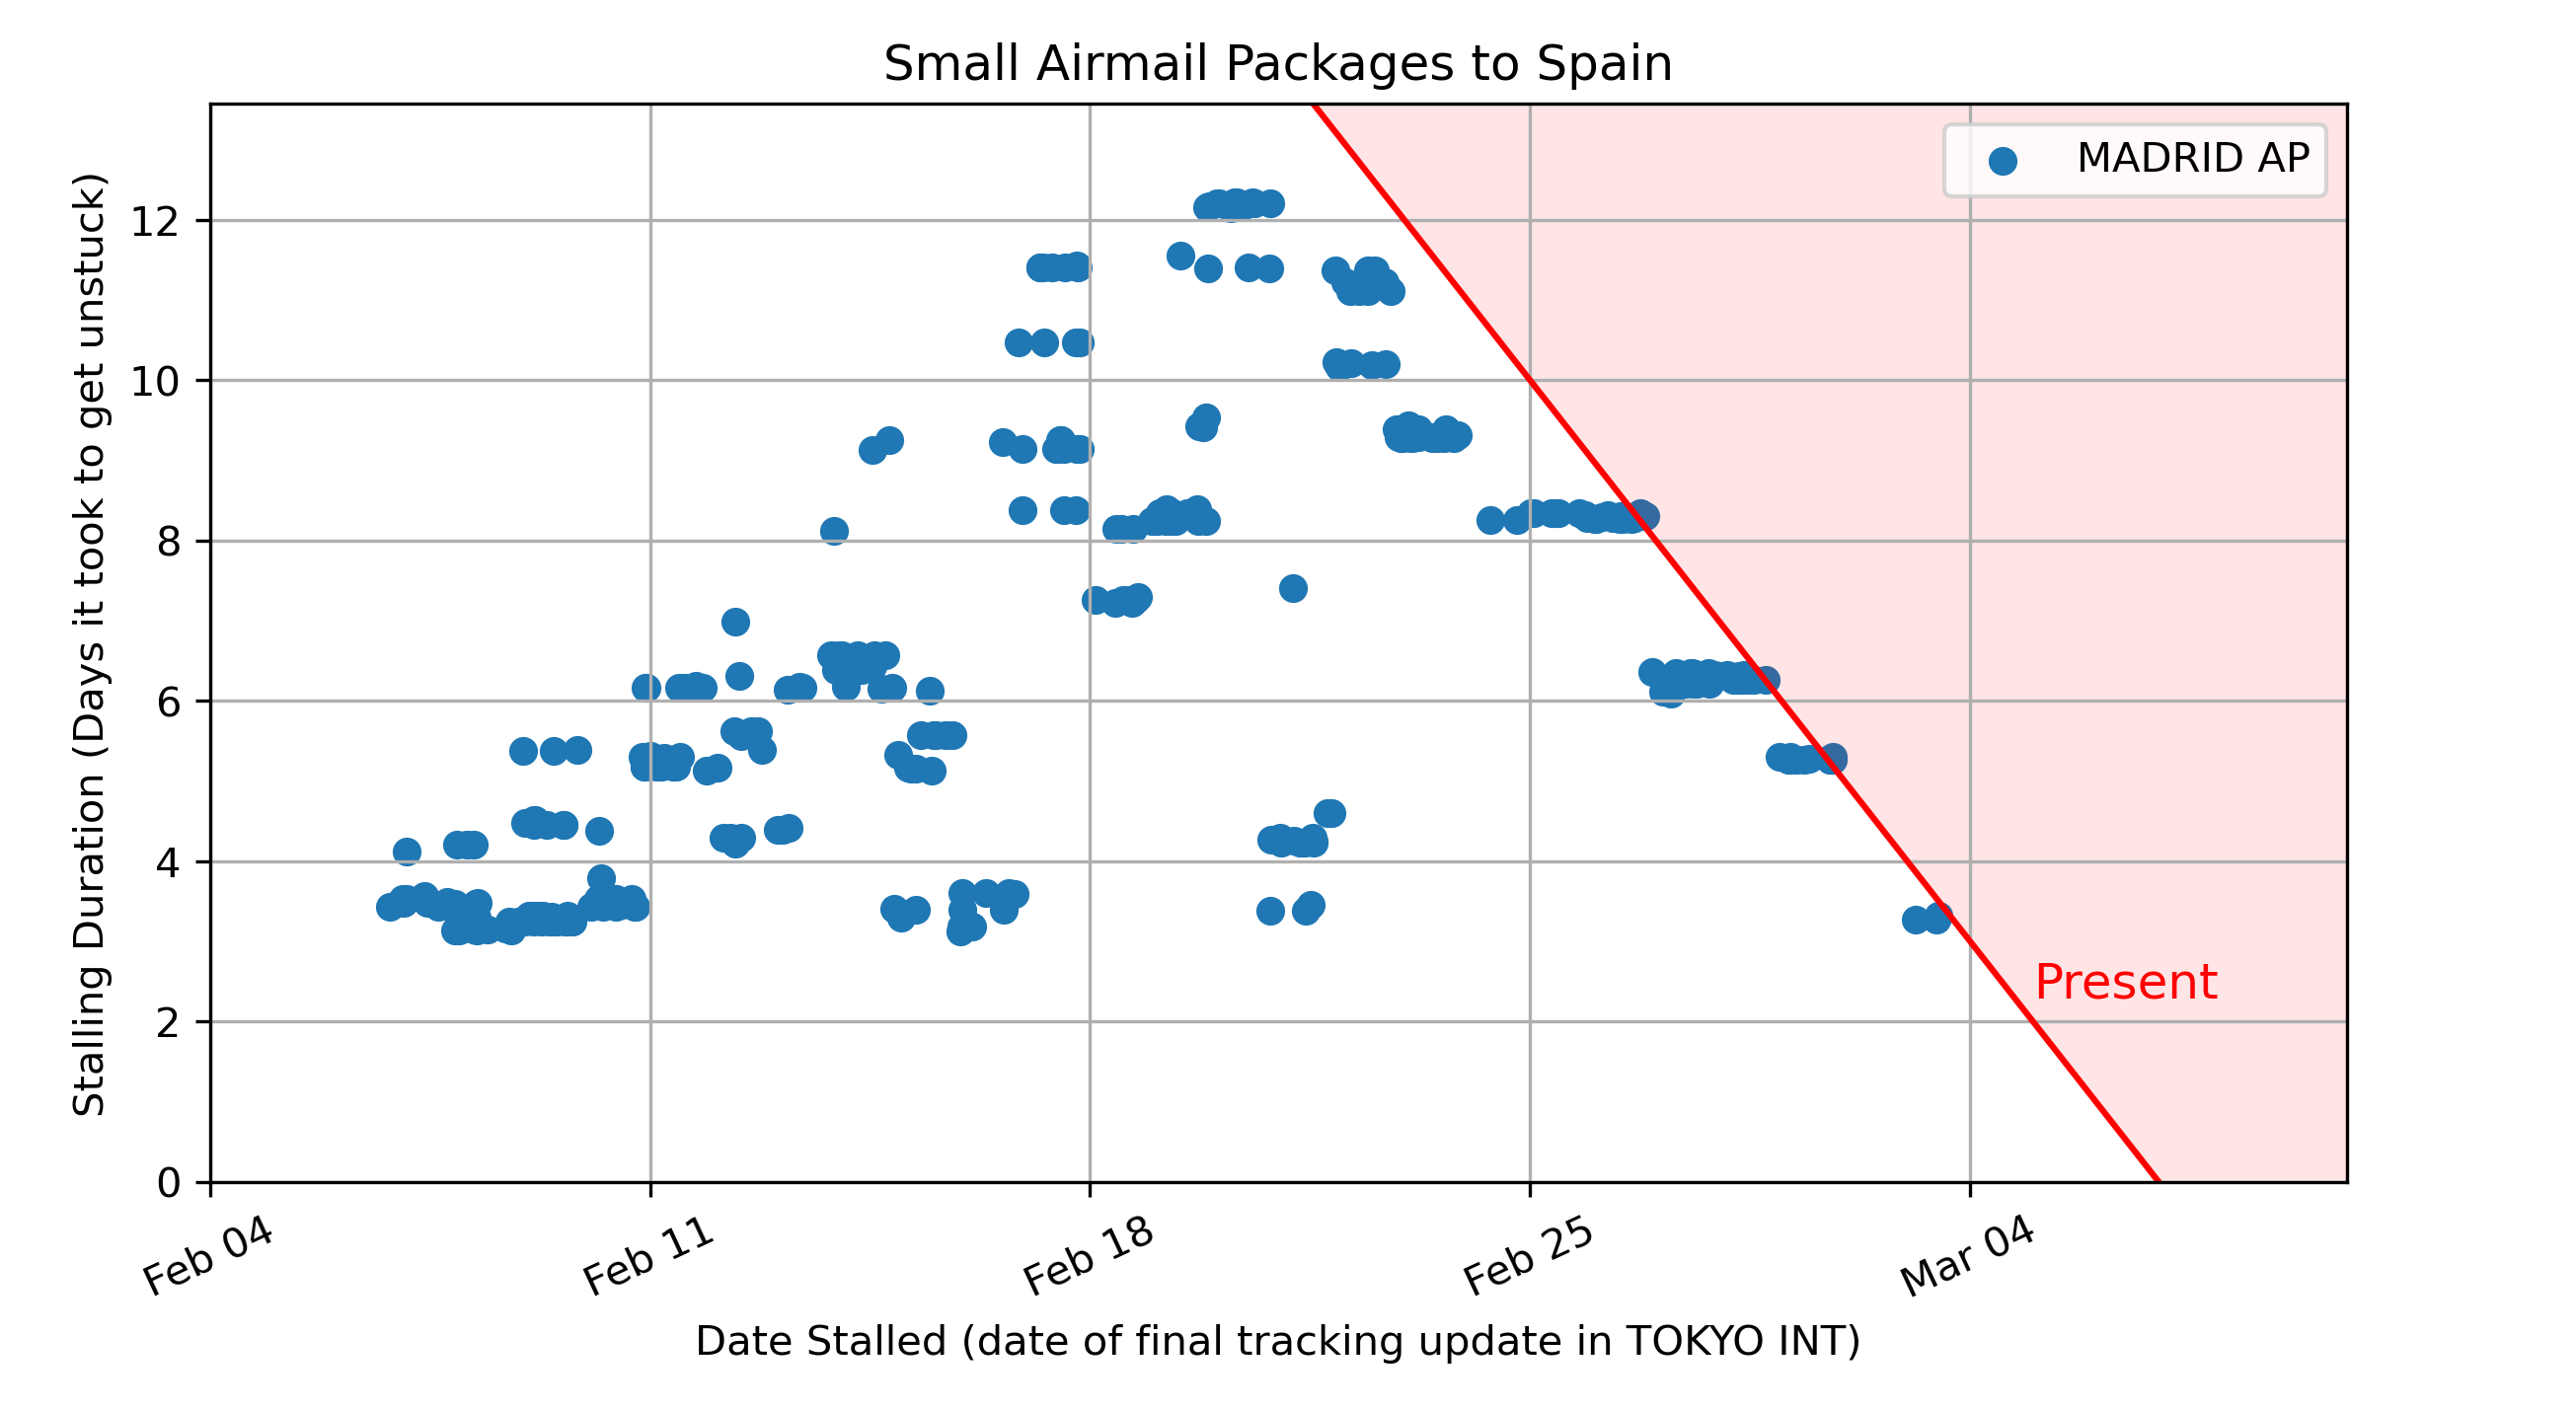 Small Airmail Packages to Spain
MADRID AP
Stalling Duration (Days it took to get unstuck)
12
10
8
6
4
2
0
Present
Feb 04
Feb 11
Feb 18
Feb 25
Mar 04
Date Stalled (date of final tracking update in TOKYO INT)